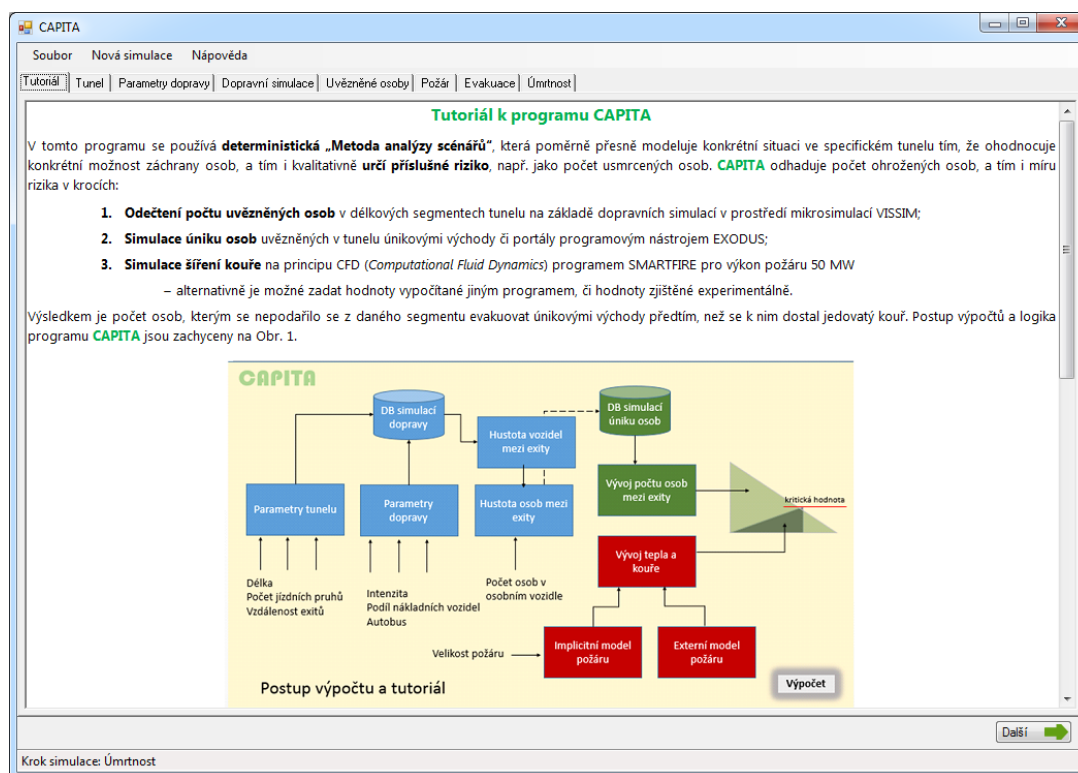 CAPITA
Soubor Nová simulace Nápověda
Tutoriál Tunel Parametry dopravy Dopravní simulace Uvězněné osoby Požár Evakuace Úmrtnost
Tutoriál k programu CAPITA
V tomto programu se používá deterministická „Metoda analýzy scénářů“, která poměrně přesně modeluje konkrétní situaci ve specifickém tunelu tím, že ohodnocuje
konkrétní možnost záchrany osob, a tím i kvalitativně určí příslušné riziko, např. jako počet usmrcených osob. CAPITA odhaduje počet ohrožených osob, a tím i míru
rizika v krocích:
1. Odečtení počtu uvězněných osob v délkových segmentech tunelu na základě dopravních simulací v prostředí mikrosimulací VISSIM;
2. Simulace úniku osob uvězněných v tunelu únikovými východy či portály programovým nástrojem EXODUS;
3. Simulace šíření kouře na principu CFD (Computational Fluid Dynamics) programem SMARTFIRE pro výkon požáru 50 MW
– alternativně je možné zadat hodnoty vypočítané jiným programem, či hodnoty zjištěné experimentálně.
Výsledkem je počet osob, kterým se nepodařilo se z daného segmentu evakuovat únikovými východy předtím, než se k nim dostal jedovatý kouř. Postup výpočtů a logika
programu CAPITA jsou zachyceny na Obr. 1.
CAPITA
DB simulací
dopravy
Hustota vozidel
mezi exity
DB simulací
úniku osob
Parametry tunelu
Parametry
dopravy
Hustota osob mezi
exity
Vývoj počtu osob
mezi exity
kritická hodnota
Vývoj tepla a
kouře
Délka
Počet jízdních pruhů
Vzdálenost exitů
Intenzita
Podíl nákladních vozidel
Autobus
Počet osob v
osobním vozidle
Velikost požáru
Implicitní model
požáru
Externí model
požáru
Postup výpočtu a tutoriál
Výpočet
Další
Krok simulace: Úmrtnost